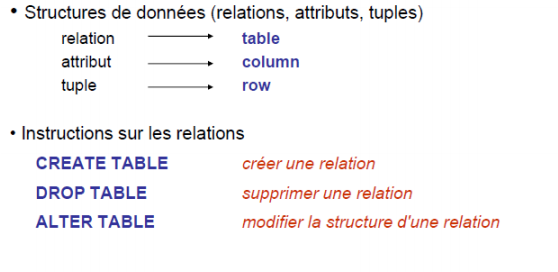 • Structures de données (relations, attributs, tuples)
relation table
attribut column
tuple row
• Instructions sur les relations
CREATE TABLE créer une relation
DROP TABLE supprimer une relation
ALTER TABLE modifier la structure d'une relation